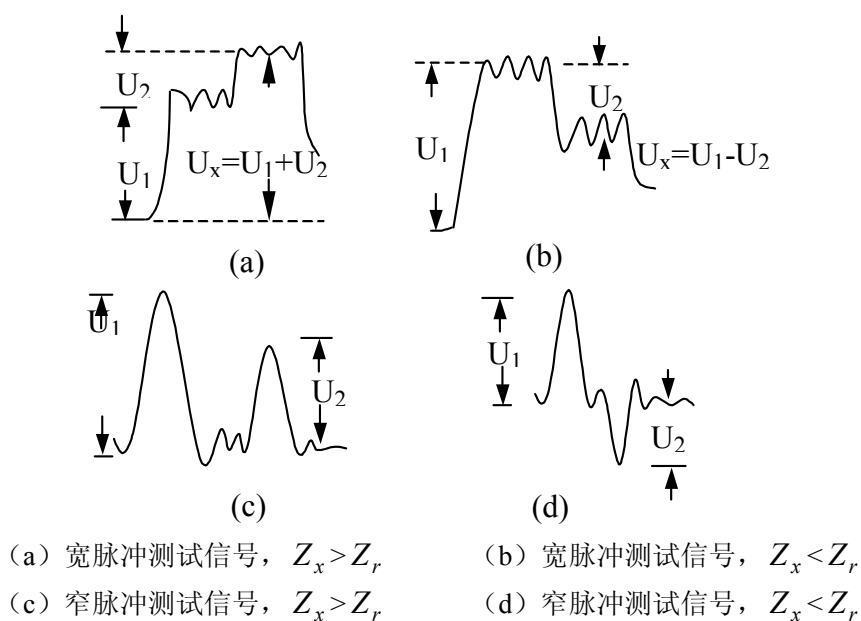 U₂
U₁
Uₓ=U₁+U₂
(a)
U₁
U₂
Uₓ=U₁-U₂
(b)
U₁
U₂
(c)
U₁
U₂
(d)
（a）宽脉冲测试信号，Zₓ>Zᵣ （b）宽脉冲测试信号，Zₓ<Zᵣ
（c）窄脉冲测试信号，Zₓ>Zᵣ （d）窄脉冲测试信号，Zₓ<Zᵣ